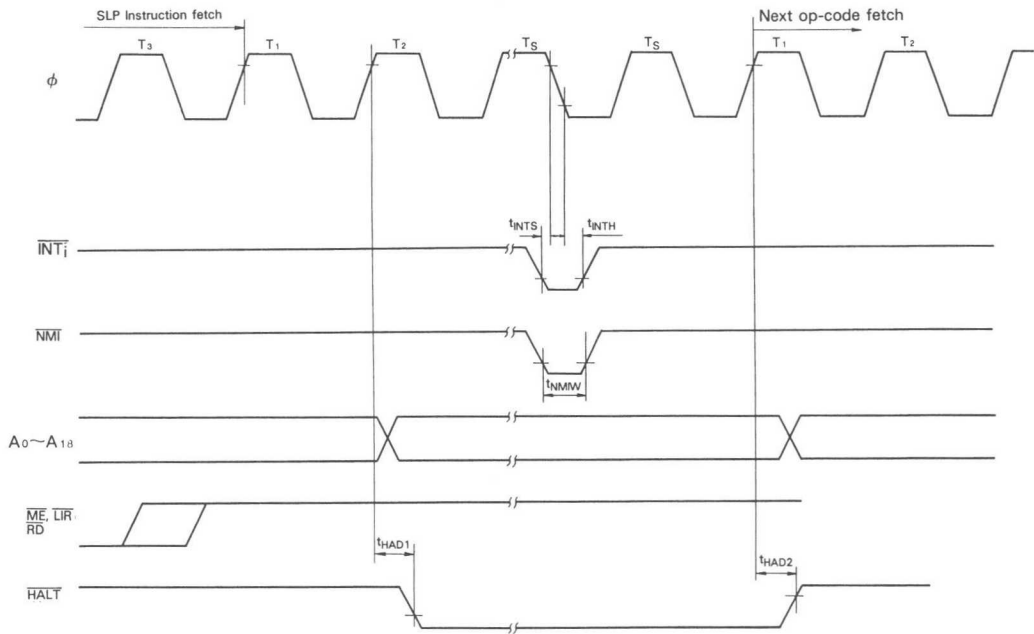 SLP Instruction fetch
Next op-code fetch
T3 T1 T2 TS TS T1 T2
ϕ
tINTS tINTH
INTi
NMI
tNMIW
A0~A18
ME, LIR
RD
tHAD1 tHAD2
HALT